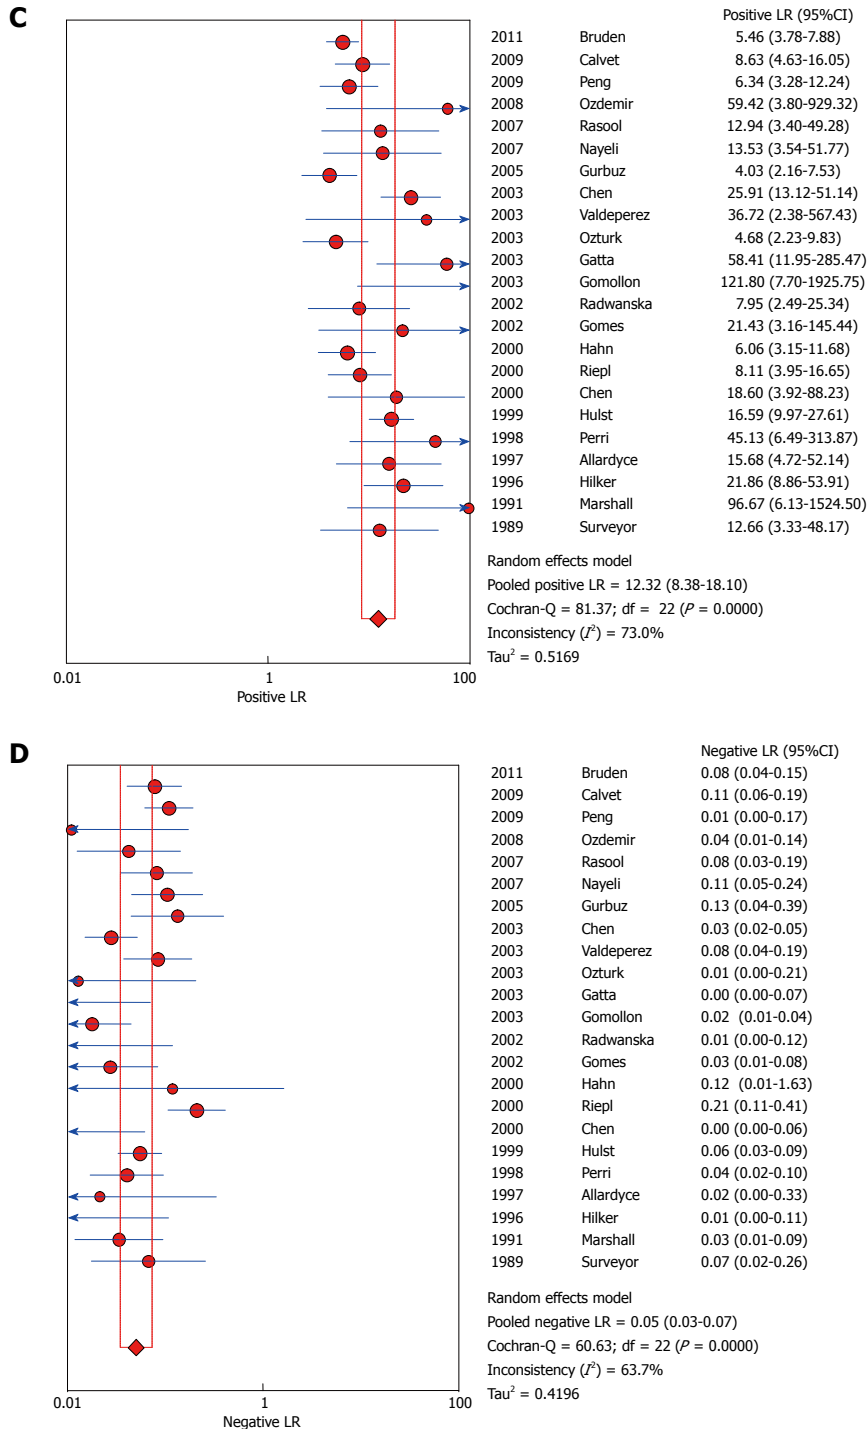 C
Positive LR (95%CI)
2011 Bruden 5.46 (3.78-7.88)
2009 Calvet 8.63 (4.63-16.05)
2009 Peng 6.34 (3.28-12.24)
2008 Ozdemir 59.42 (3.80-929.32)
2007 Rasool 12.94 (3.40-49.28)
2007 Nayeli 13.53 (3.54-51.77)
2005 Gurbuz 4.03 (2.16-7.53)
2003 Chen 25.91 (13.12-51.14)
2003 Valdeperez 36.72 (2.38-567.43)
2003 Ozturk 4.68 (2.23-9.83)
2003 Gatta 58.41 (11.95-285.47)
2003 Gomollon 121.80 (7.70-1925.75)
2002 Radwanska 7.95 (2.49-25.34)
2002 Gomes 21.43 (3.16-145.44)
2000 Hahn 6.06 (3.15-11.68)
2000 Riepl 8.11 (3.95-16.65)
2000 Chen 18.60 (3.92-88.23)
1999 Hulst 16.59 (9.97-27.61)
1998 Perri 45.13 (6.49-313.87)
1997 Allardyce 15.68 (4.72-52.14)
1996 Hilker 21.86 (8.86-53.91)
1991 Marshall 96.67 (6.13-1524.50)
1989 Surveyor 12.66 (3.33-48.17)
Random effects model
Pooled positive LR = 12.32 (8.38-18.10)
Cochran-Q = 81.37; df = 22 (P = 0.0000)
Inconsistency (I²) = 73.0%
Tau² = 0.5169
0.01 1 100
Positive LR
D
Negative LR (95%CI)
2011 Bruden 0.08 (0.04-0.15)
2009 Calvet 0.11 (0.06-0.19)
2009 Peng 0.01 (0.00-0.17)
2008 Ozdemir 0.04 (0.01-0.14)
2007 Rasool 0.08 (0.03-0.19)
2007 Nayeli 0.11 (0.05-0.24)
2005 Gurbuz 0.13 (0.04-0.39)
2003 Chen 0.03 (0.02-0.05)
2003 Valdeperez 0.08 (0.04-0.19)
2003 Ozturk 0.01 (0.00-0.21)
2003 Gatta 0.00 (0.00-0.07)
2003 Gomollon 0.02 (0.01-0.04)
2002 Radwanska 0.01 (0.00-0.12)
2002 Gomes 0.03 (0.01-0.08)
2000 Hahn 0.12 (0.01-1.63)
2000 Riepl 0.21 (0.11-0.41)
2000 Chen 0.00 (0.00-0.06)
1999 Hulst 0.06 (0.03-0.09)
1998 Perri 0.04 (0.02-0.10)
1997 Allardyce 0.02 (0.00-0.33)
1996 Hilker 0.01 (0.00-0.11)
1991 Marshall 0.03 (0.01-0.09)
1989 Surveyor 0.07 (0.02-0.26)
Random effects model
Pooled negative LR = 0.05 (0.03-0.07)
Cochran-Q = 60.63; df = 22 (P = 0.0000)
Inconsistency (I²) = 63.7%
Tau² = 0.4196
0.01 1 100
Negative LR